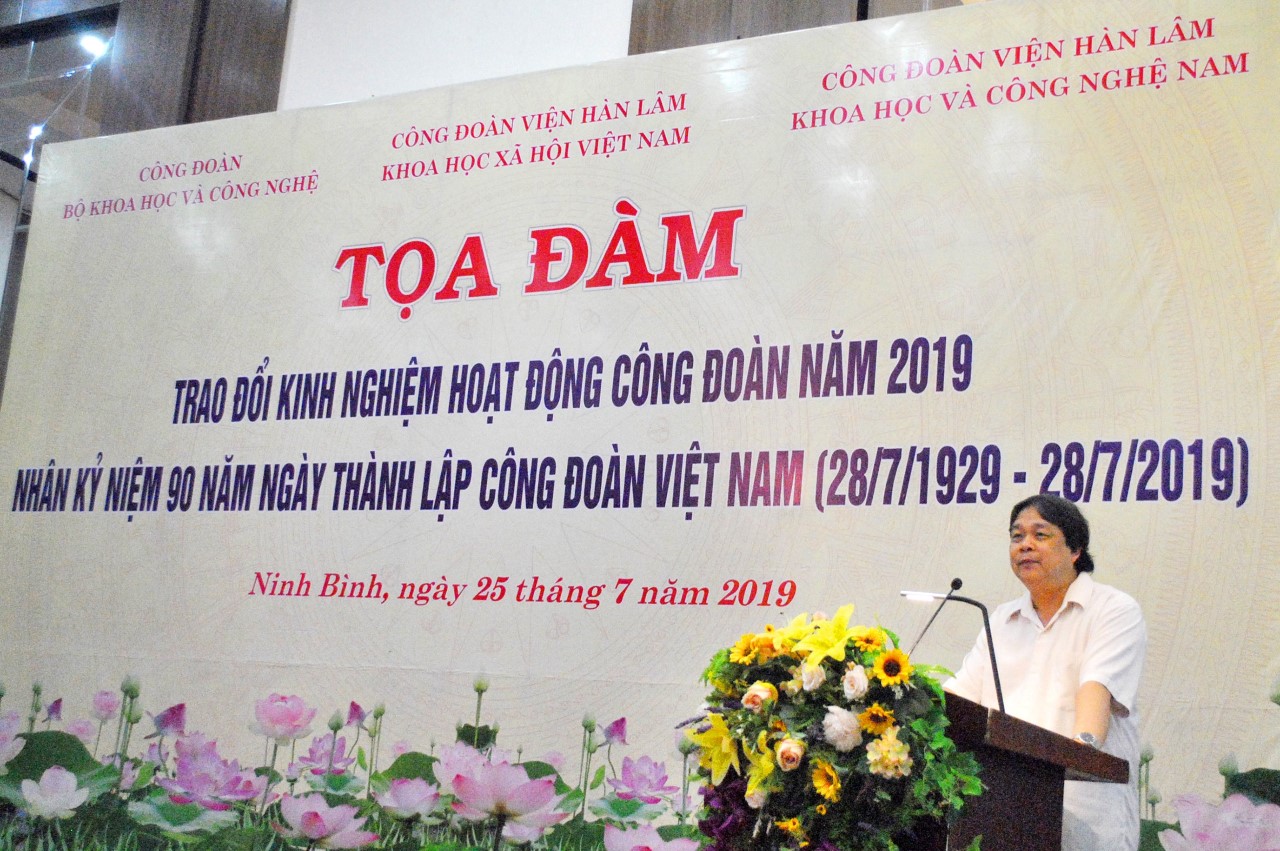 CÔNG ĐOÀN
BỘ KHOA HỌC VÀ CÔNG NGHỆ
CÔNG ĐOÀN VIỆN HÀN LÂM
KHOA HỌC XÃ HỘI VIỆT NAM
CÔNG ĐOÀN VIỆN HÀN LÂM
KHOA HỌC VÀ CÔNG NGHỆ NAM
TỌA ĐÀM
TRAO ĐỔI KINH NGHIỆM HOẠT ĐỘNG CÔNG ĐOÀN NĂM 2019
NHÂN KỶ NIỆM 90 NĂM NGÀY THÀNH LẬP CÔNG ĐOÀN VIỆT NAM (28/7/1929 - 28/7/2019)
Ninh Bình, ngày 25 tháng 7 năm 2019